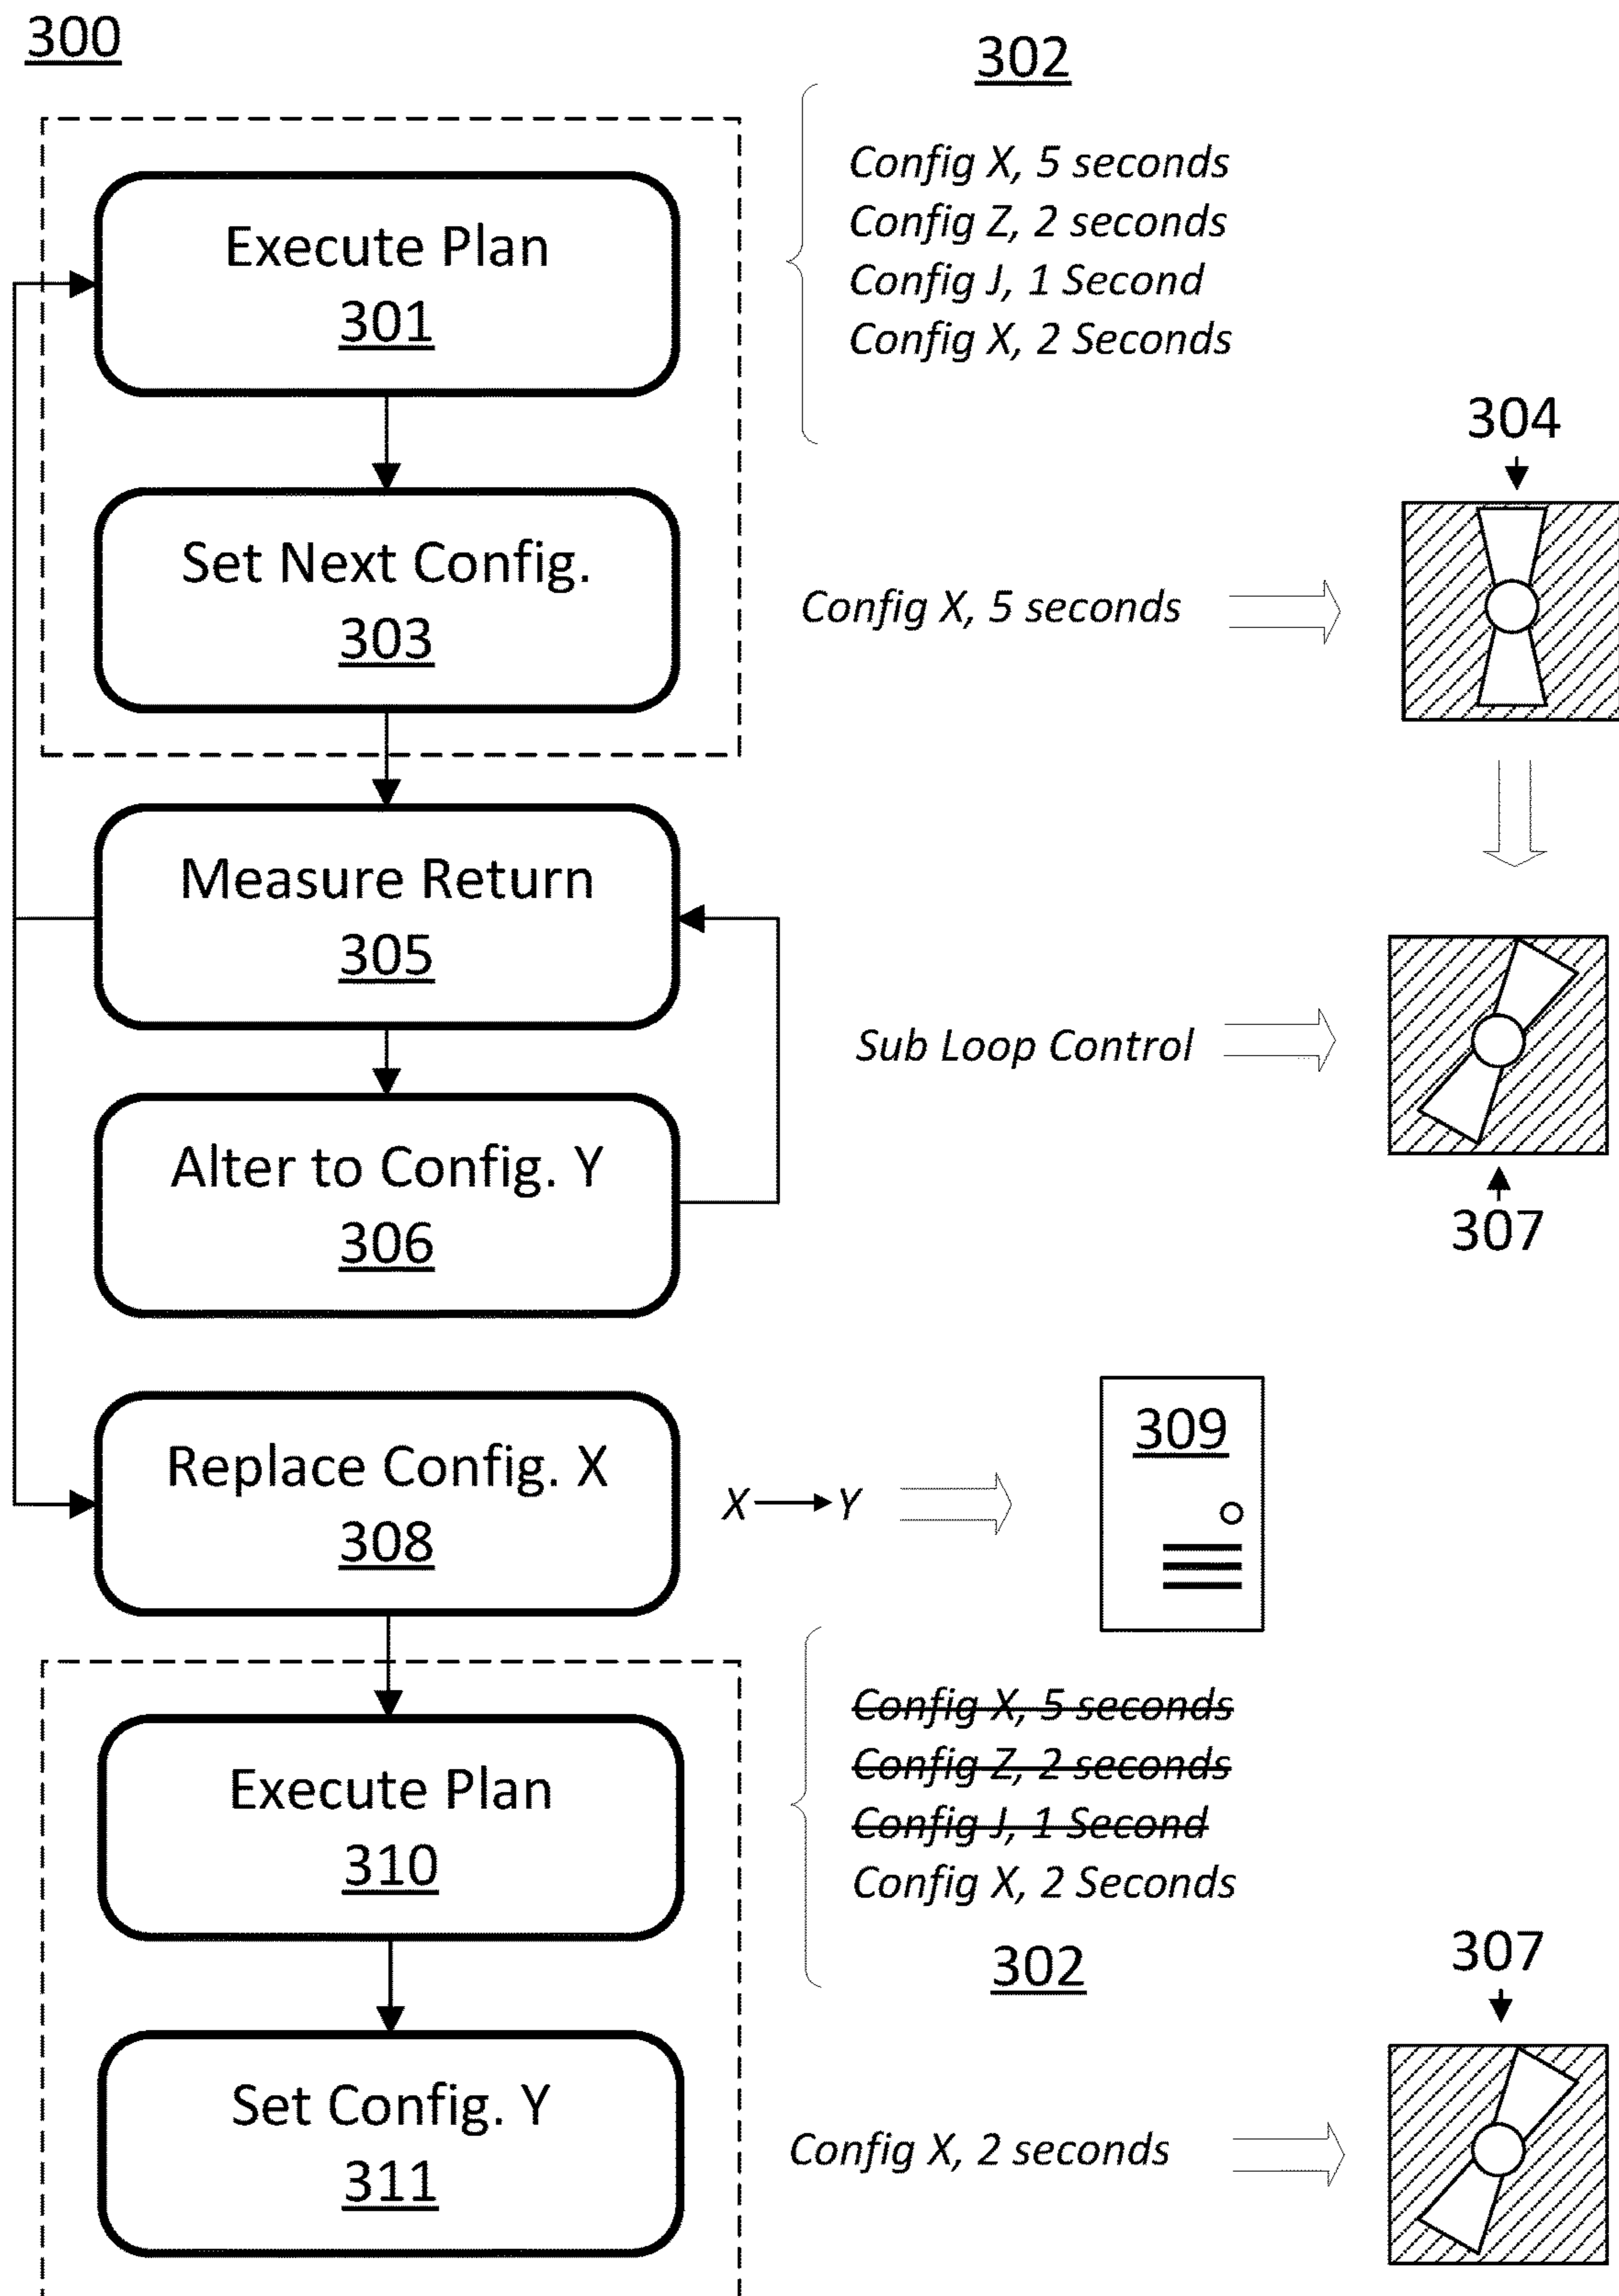 300
302
Config X, 5 seconds
Config Z, 2 seconds
Config J, 1 Second
Config X, 2 Seconds
Execute Plan
301
304
Set Next Config.
303
Config X, 5 seconds
Measure Return
305
Sub Loop Control
Alter to Config. Y
306
307
Replace Config. X
308
X Y
309
Config X, 5 seconds
Config Z, 2 seconds
Config J, 1 Second
Config X, 2 Seconds
302
Execute Plan
310
307
Set Config. Y
311
Config X, 2 seconds